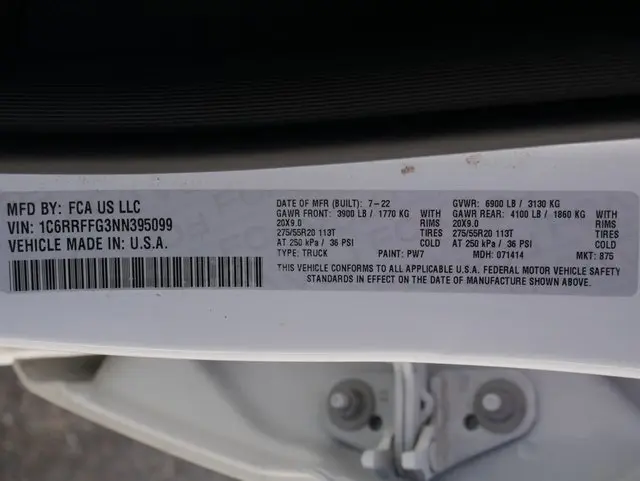 MFD BY: FCA US LLC
VIN: 1C6RRFFG3NN395099
VEHICLE MADE IN: U.S.A.
DATE OF MFR (BUILT): 7-22
GAWR FRONT: 3900 LB / 1770 KG WITH
20X9.0 RIMS
275/55R20 113T TIRES
AT 250 kPa / 36 PSI COLD
TYPE: TRUCK PAINT: PW7
GVWR: 6900 LB / 3130 KG
GAWR REAR: 4100 LB / 1860 KG WITH
20X9.0 RIMS
275/55R20 113T TIRES
AT 250 kPa / 36 PSI COLD
MDH: 071414 MKT: 875
THIS VEHICLE CONFORMS TO ALL APPLICABLE U.S.A. FEDERAL MOTOR VEHICLE SAFETY
STANDARDS IN EFFECT ON THE DATE OF MANUFACTURE SHOWN ABOVE.